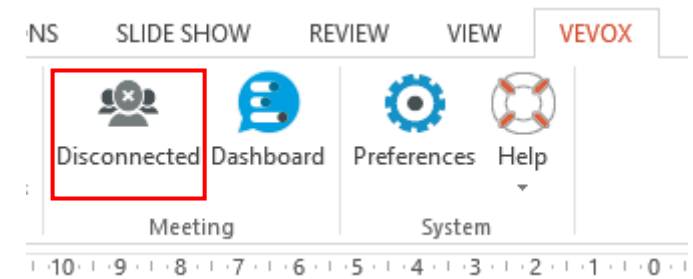 NS SLIDE SHOW REVIEW VIEW VEVOX
Disconnected Dashboard Preferences Help
Meeting System
10 9 8 7 6 5 4 3 2 1 0